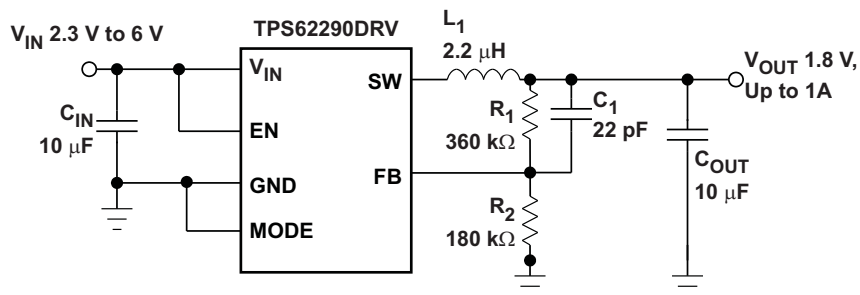 TPS62290DRV
V_IN 2.3 V to 6 V
V_IN
EN
GND
MODE
SW
FB
C_IN
10 μF
L_1
2.2 μH
R_1
360 kΩ
C_1
22 pF
R_2
180 kΩ
C_OUT
10 μF
V_OUT 1.8 V,
Up to 1A